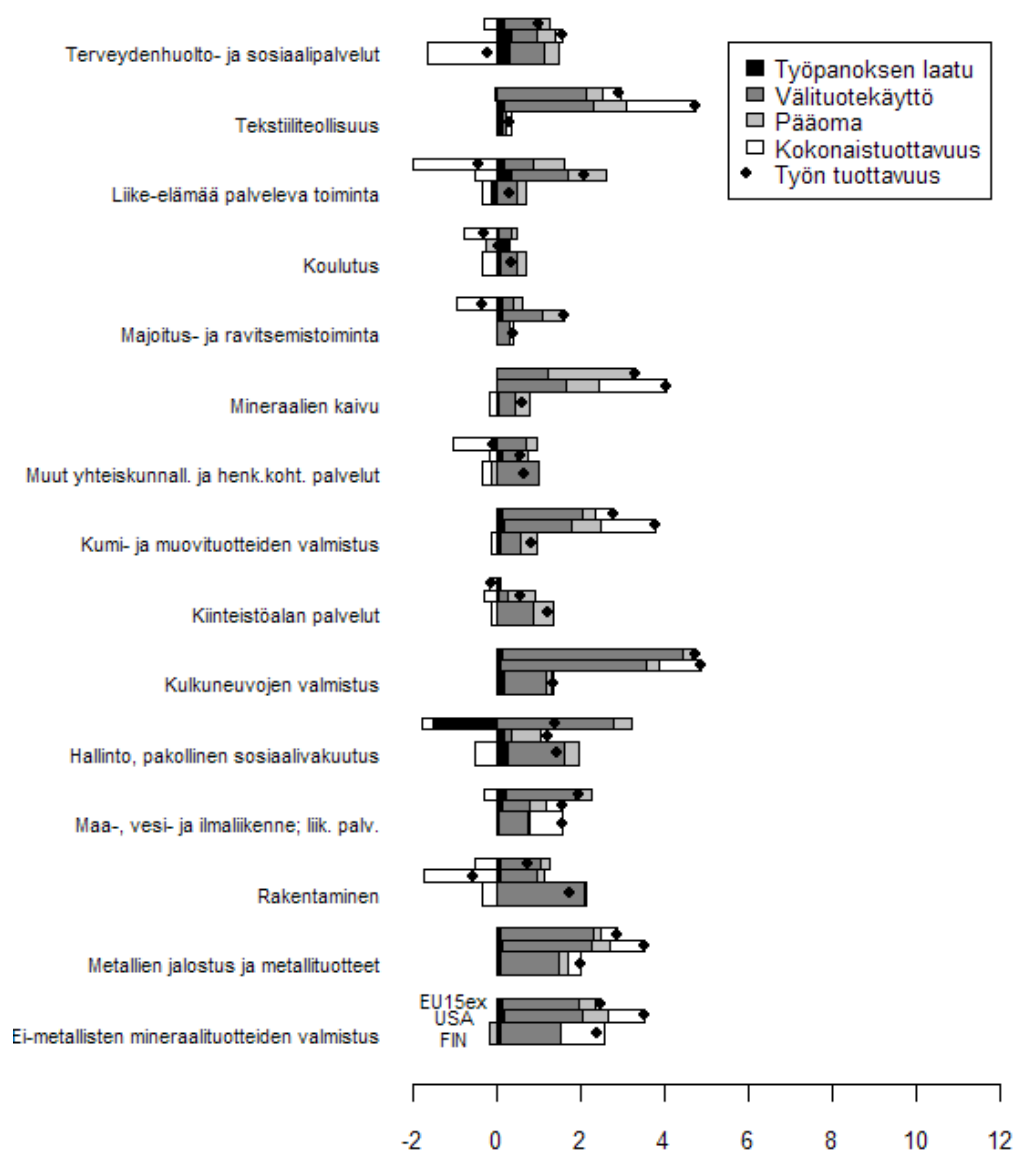 Terveydenhuolto- ja sosiaalipalvelut
Työpanoksen laatu
Välituotekäyttö
Pääoma
Kokonaistuottavuus
Työn tuottavuus
Tekstiiliteollisuus
Liike-elämää palveleva toiminta
Koulutus
Majoitus- ja ravitsemistoiminta
Mineraalien kaivu
Muut yhteiskunnall. ja henk.koht. palvelut
Kumi- ja muovituotteiden valmistus
Kiinteistöalan palvelut
Kulkuneuvojen valmistus
Hallinto, pakollinen sosiaalivakuutus
Maa-, vesi- ja ilmaliikenne; liik. palv.
Rakentaminen
Metallien jalostus ja metallituotteet
EU15ex
USA
FIN
Ei-metallisten mineraalituotteiden valmistus
-2 0 2 4 6 8 10 12